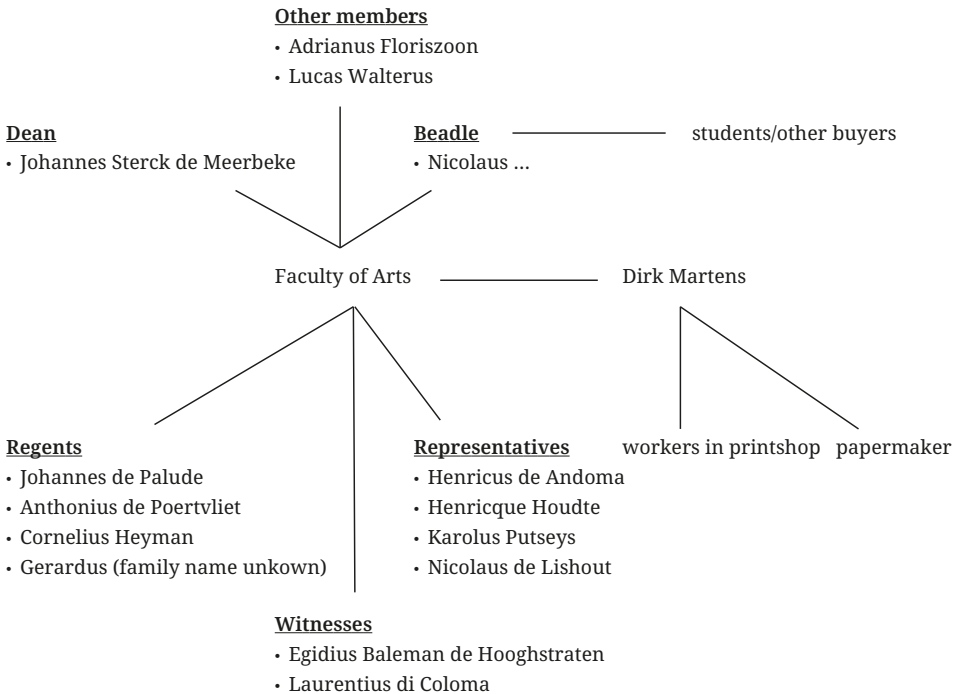 Other members
• Adrianus Floriszoon
• Lucas Walterus
Dean
• Johannes Sterck de Meerbeke
Beadle
• Nicolaus ...
students/other buyers
Faculty of Arts
Dirk Martens
Regents
• Johannes de Palude
• Anthonius de Poertvliet
• Cornelius Heyman
• Gerardus (family name unkown)
Representatives
• Henricus de Andoma
• Henricque Houdte
• Karolus Putseys
• Nicolaus de Lishout
workers in printshop
papermaker
Witnesses
• Egidius Baleman de Hooghstraten
• Laurentius di Coloma